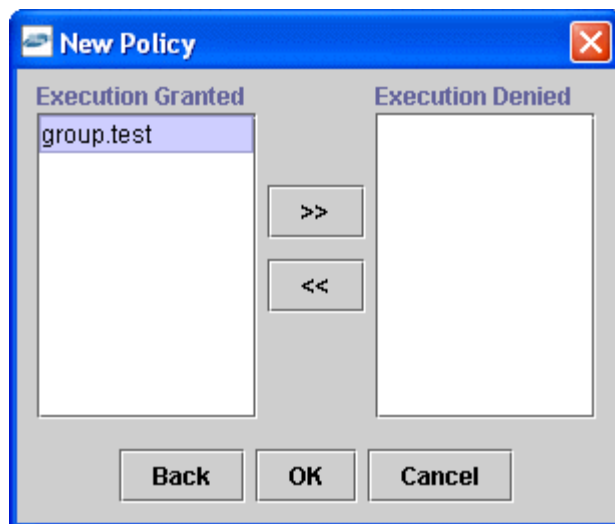 New Policy
Execution Granted
Execution Denied
group.test
>>
<<
Back
OK
Cancel